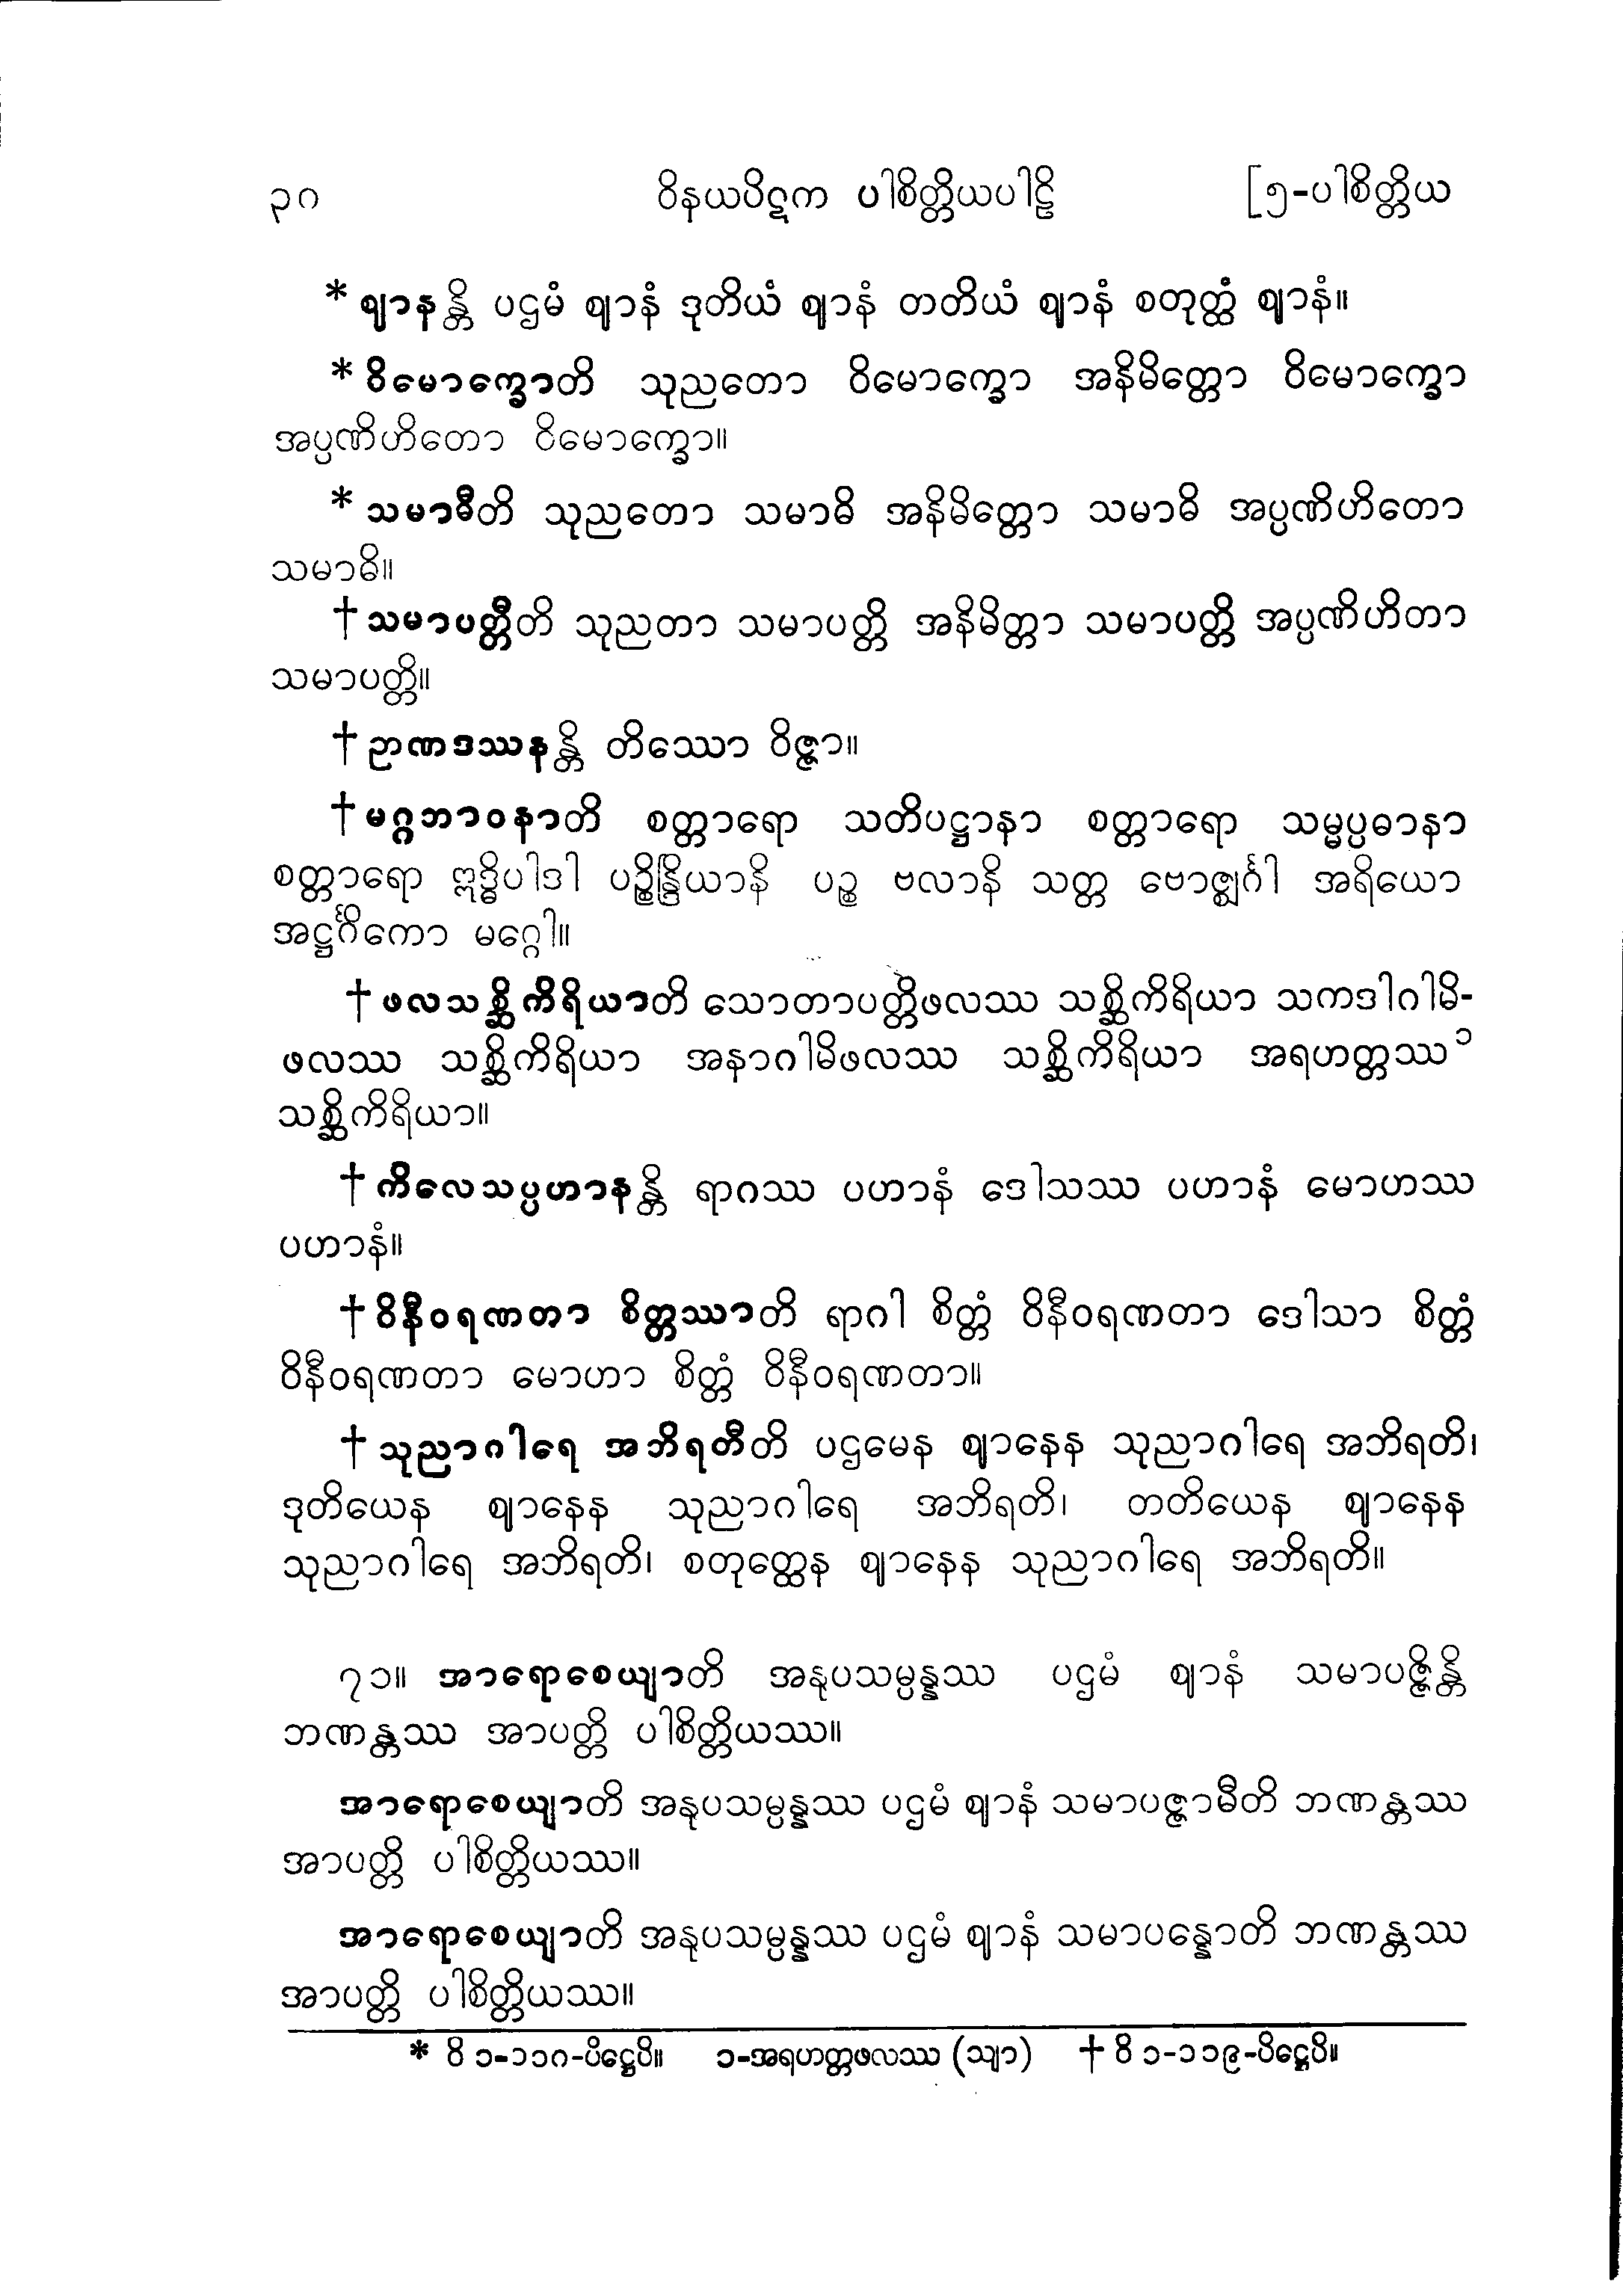 ၃၈ ဝိနယပိဋက ပါစိတ္တိယပါဠိ [၅-ပါစိတ္တိယ
* ဈာနန္တိ ပဌမံ ဈာနံ ဒုတိယံ ဈာနံ တတိယံ ဈာနံ စတုတ္ထံ ဈာနံ။
* ဝိမောက္ခောတိ သုညတော ဝိမောက္ခော အနိမိတ္တော ဝိမောက္ခော
အပ္ပဏိဟိတော ဝိမောက္ခော။
* သမာဓီတိ သုညတော သမာဓိ အနိမိတ္တော သမာဓိ အပ္ပဏိဟိတော
သမာဓိ။
† သမာပတ္တီတိ သုညတာ သမာပတ္တိ အနိမိတ္တာ သမာပတ္တိ အပ္ပဏိဟိတာ
သမာပတ္တိ။
† ဉာဏဒဿနန္တိ တိဿော ဝိဇ္ဇာ။
† မဂ္ဂဘာဝနာတိ စတ္တာရော သတိပဋ္ဌာနာ စတ္တာရော သမ္မပ္ပဓာနာ
စတ္တာရော ဣဒ္ဓိပါဒါ ပဉ္စိန္ဒြိယာနိ ပဉ္စ ဗလာနိ သတ္တ ဗောဇ္ဈင်္ဂါ အရိယော
အဋ္ဌင်္ဂိကော မဂ္ဂေါ။
† ဖလသစ္ဆိကိရိယာတိ သောတာပတ္တိဖလဿ သစ္ဆိကိရိယာ သကဒါဂါမိ-
ဖလဿ သစ္ဆိကိရိယာ အနာဂါမိဖလဿ သစ္ဆိကိရိယာ အရဟတ္တဿ ၁
သစ္ဆိကိရိယာ။
† ကိလေသပ္ပဟာနန္တိ ရာဂဿ ပဟာနံ ဒေါသဿ ပဟာနံ မောဟဿ
ပဟာနံ။
† ဝိနီဝရဏတာ စိတ္တဿာတိ ရာဂါ စိတ္တံ ဝိနီဝရဏတာ ဒေါသာ စိတ္တံ
ဝိနီဝရဏတာ မောဟာ စိတ္တံ ဝိနီဝရဏတာ။
† သုညာဂါရေ အဘိရတီတိ ပဌမေန ဈာနေန သုညာဂါရေ အဘိရတိ၊
ဒုတိယေန ဈာနေန သုညာဂါရေ အဘိရတိ၊ တတိယေန ဈာနေန
သုညာဂါရေ အဘိရတိ၊ စတုတ္ထေန ဈာနေန သုညာဂါရေ အဘိရတိ။
၇၁။ အာရောစေယျာတိ အနုပသမ္ပန္နဿ ပဌမံ ဈာနံ သမာပဇ္ဇိန္တိ
ဘဏန္တဿ အာပတ္တိ ပါစိတ္တိယဿ။
အာရောစေယျာတိ အနုပသမ္ပန္နဿ ပဌမံ ဈာနံ သမာပဇ္ဇာမီတိ ဘဏန္တဿ
အာပတ္တိ ပါစိတ္တိယဿ။
အာရောစေယျာတိ အနုပသမ္ပန္နဿ ပဌမံ ဈာနံ သမာပန္နောတိ ဘဏန္တဿ
အာပတ္တိ ပါစိတ္တိယဿ။
* ဝိ ၁-၁၁၈-ပိဋ္ဌေပိ။ ၁-အရဟတ္တဖလဿ (သျာ) † ဝိ ၁-၁၁၉-ပိဋ္ဌေပိ။